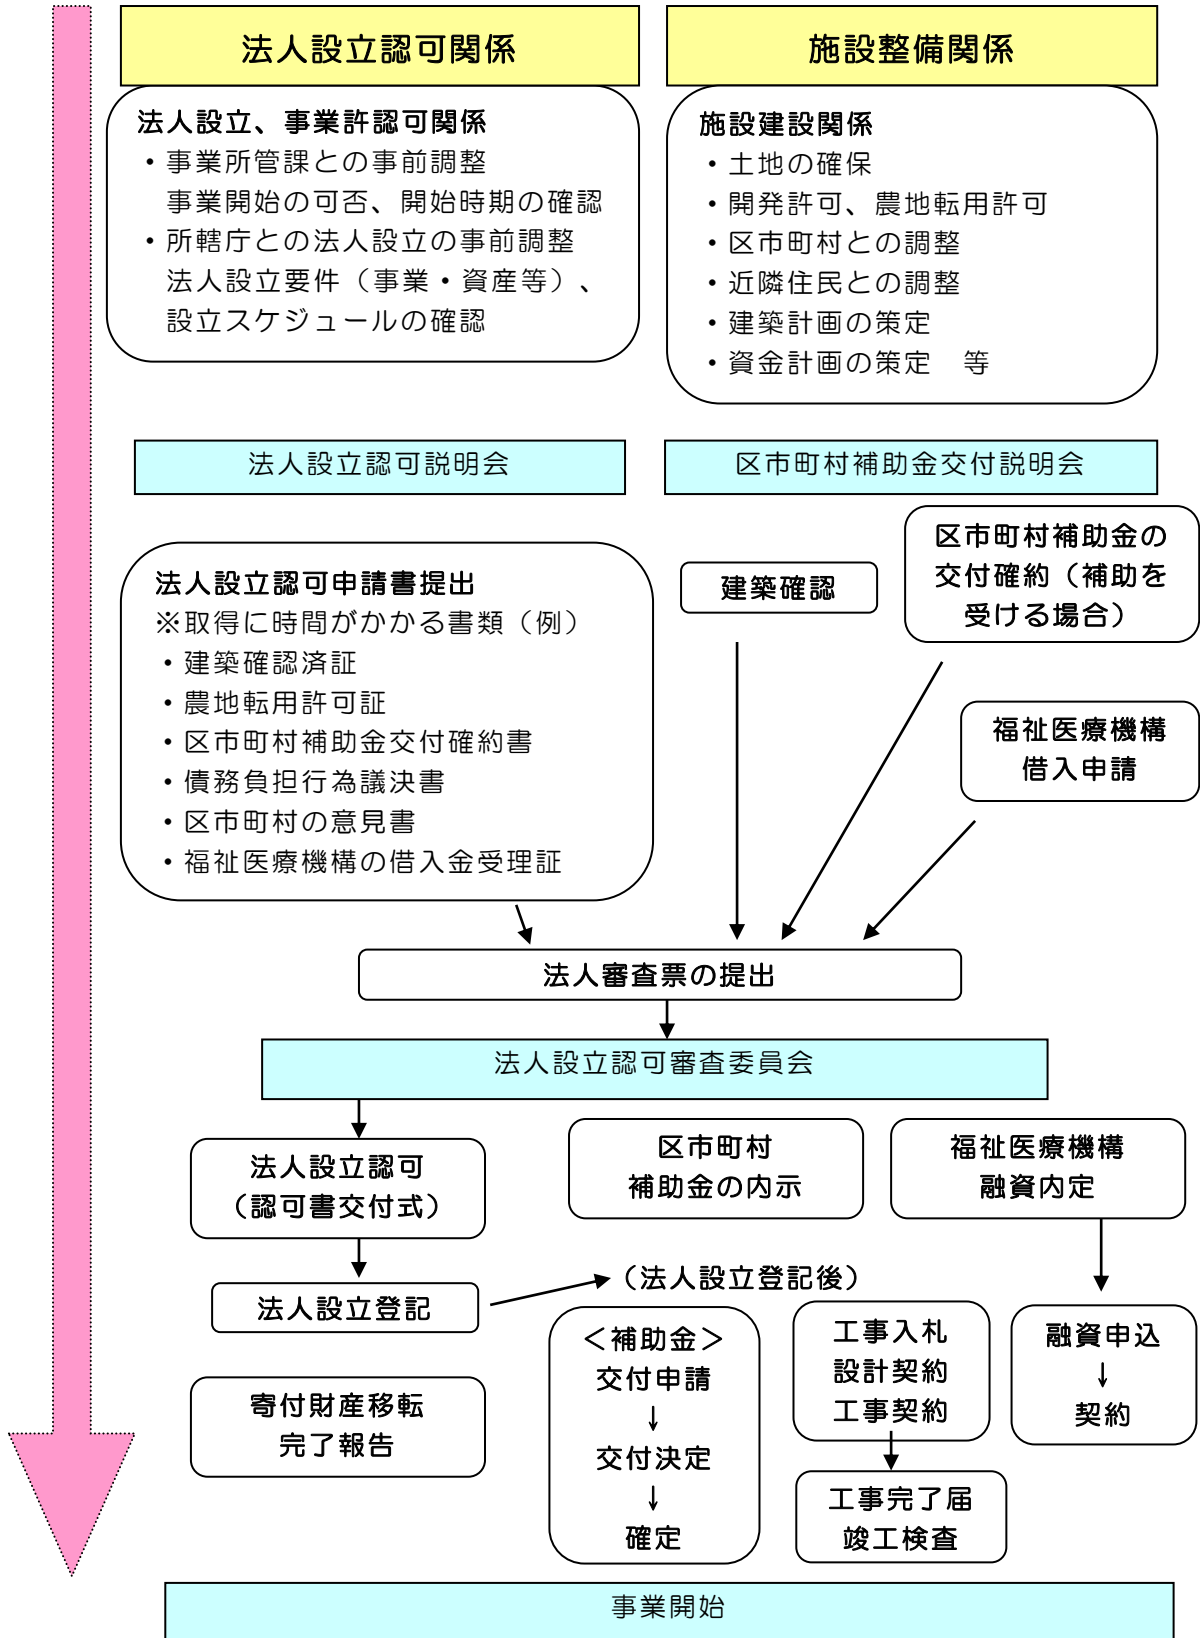 法人設立認可関係
施設整備関係
法人設立、事業許認可関係
・事業所管課との事前調整
事業開始の可否、開始時期の確認
・所轄庁との法人設立の事前調整
法人設立要件（事業・資産等）、
設立スケジュールの確認
施設建設関係
・土地の確保
・開発許可、農地転用許可
・区市町村との調整
・近隣住民との調整
・建築計画の策定
・資金計画の策定　等
法人設立認可説明会
区市町村補助金交付説明会
法人設立認可申請書提出
※取得に時間がかかる書類（例）
・建築確認済証
・農地転用許可証
・区市町村補助金交付確約書
・債務負担行為議決書
・区市町村の意見書
・福祉医療機構の借入金受理証
建築確認
区市町村補助金の
交付確約（補助を
受ける場合）
福祉医療機構
借入申請
法人審査票の提出
法人設立認可審査委員会
法人設立認可
（認可書交付式）
区市町村
補助金の内示
福祉医療機構
融資内定
法人設立登記
（法人設立登記後）
寄付財産移転
完了報告
＜補助金＞
交付申請
↓
交付決定
↓
確定
工事入札
設計契約
工事契約
工事完了届
竣工検査
融資申込
↓
契約
事業開始